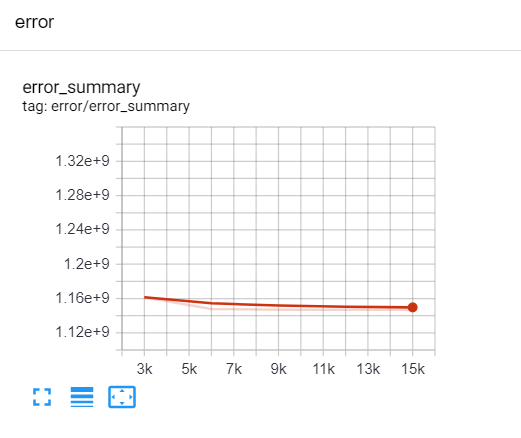 error
error_summary
tag: error/error_summary
1.32e+9
1.28e+9
1.24e+9
1.2e+9
1.16e+9
1.12e+9
3k 5k 7k 9k 11k 13k 15k